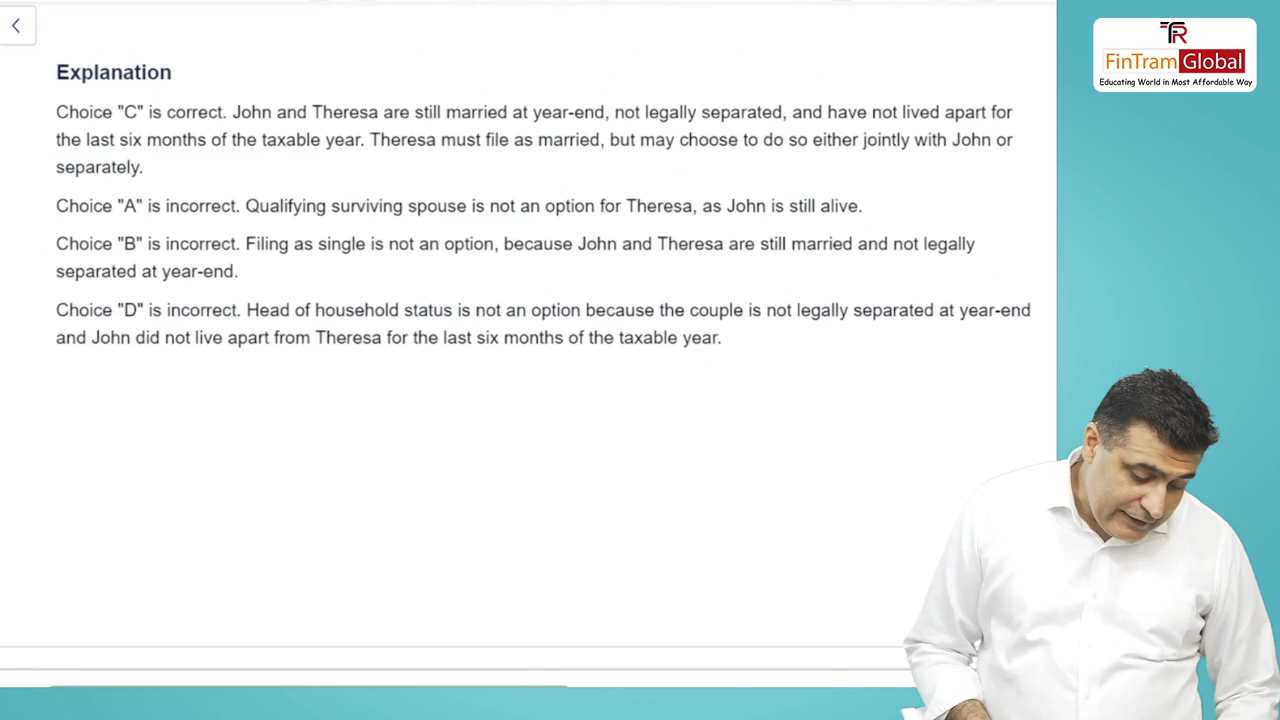 Explanation
Choice "C" is correct. John and Theresa are still married at year-end, not legally separated, and have not lived apart for
the last six months of the taxable year. Theresa must file as married, but may choose to do so either jointly with John or
separately.
Choice "A" is incorrect. Qualifying surviving spouse is not an option for Theresa, as John is still alive.
Choice "B" is incorrect. Filing as single is not an option, because John and Theresa are still married and not legally
separated at year-end.
Choice "D" is incorrect. Head of household status is not an option because the couple is not legally separated at year-end
and John did not live apart from Theresa for the last six months of the taxable year.
TR
FinTram Global
Educating World in Most Affordable Way